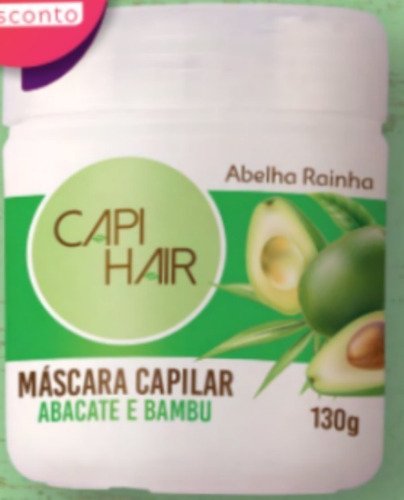 sconto
Abelha Rainha
CAPI
HAIR
MÁSCARA CAPILAR
ABACATE E BAMBU
130g